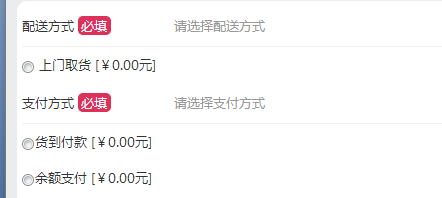 配送方式 必填 请选择配送方式
上门取货 [￥0.00元]
支付方式 必填 请选择支付方式
货到付款 [￥0.00元]
余额支付 [￥0.00元]